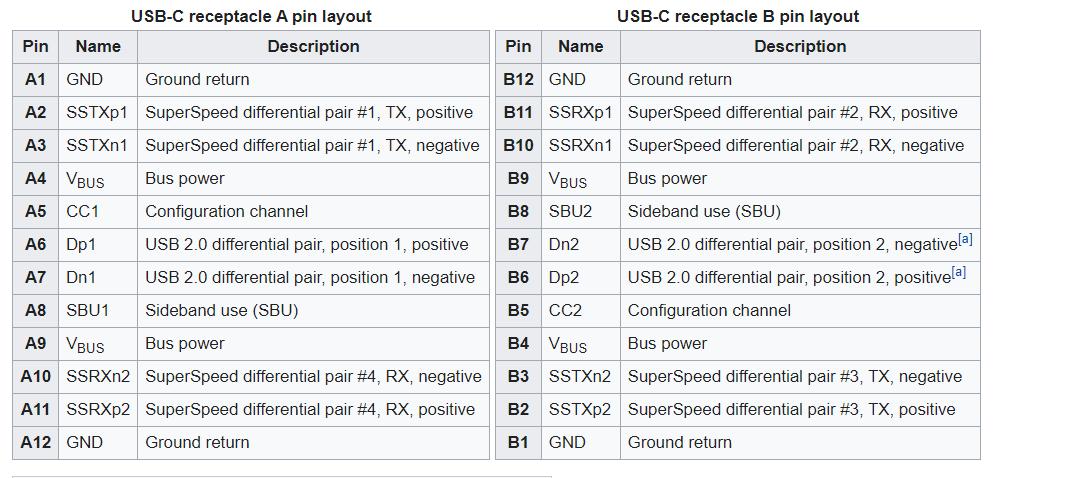 USB-C receptacle A pin layout USB-C receptacle B pin layout
Pin Name Description Pin Name Description
A1 GND Ground return B12 GND Ground return
A2 SSTXp1 SuperSpeed differential pair #1, TX, positive B11 SSRXp1 SuperSpeed differential pair #2, RX, positive
A3 SSTXn1 SuperSpeed differential pair #1, TX, negative B10 SSRXn1 SuperSpeed differential pair #2, RX, negative
A4 VBUS Bus power B9 VBUS Bus power
A5 CC1 Configuration channel B8 SBU2 Sideband use (SBU)
A6 Dp1 USB 2.0 differential pair, position 1, positive B7 Dn2 USB 2.0 differential pair, position 2, negative[a]
A7 Dn1 USB 2.0 differential pair, position 1, negative B6 Dp2 USB 2.0 differential pair, position 2, positive[a]
A8 SBU1 Sideband use (SBU) B5 CC2 Configuration channel
A9 VBUS Bus power B4 VBUS Bus power
A10 SSRXn2 SuperSpeed differential pair #4, RX, negative B3 SSTXn2 SuperSpeed differential pair #3, TX, negative
A11 SSRXp2 SuperSpeed differential pair #4, RX, positive B2 SSTXp2 SuperSpeed differential pair #3, TX, positive
A12 GND Ground return B1 GND Ground return